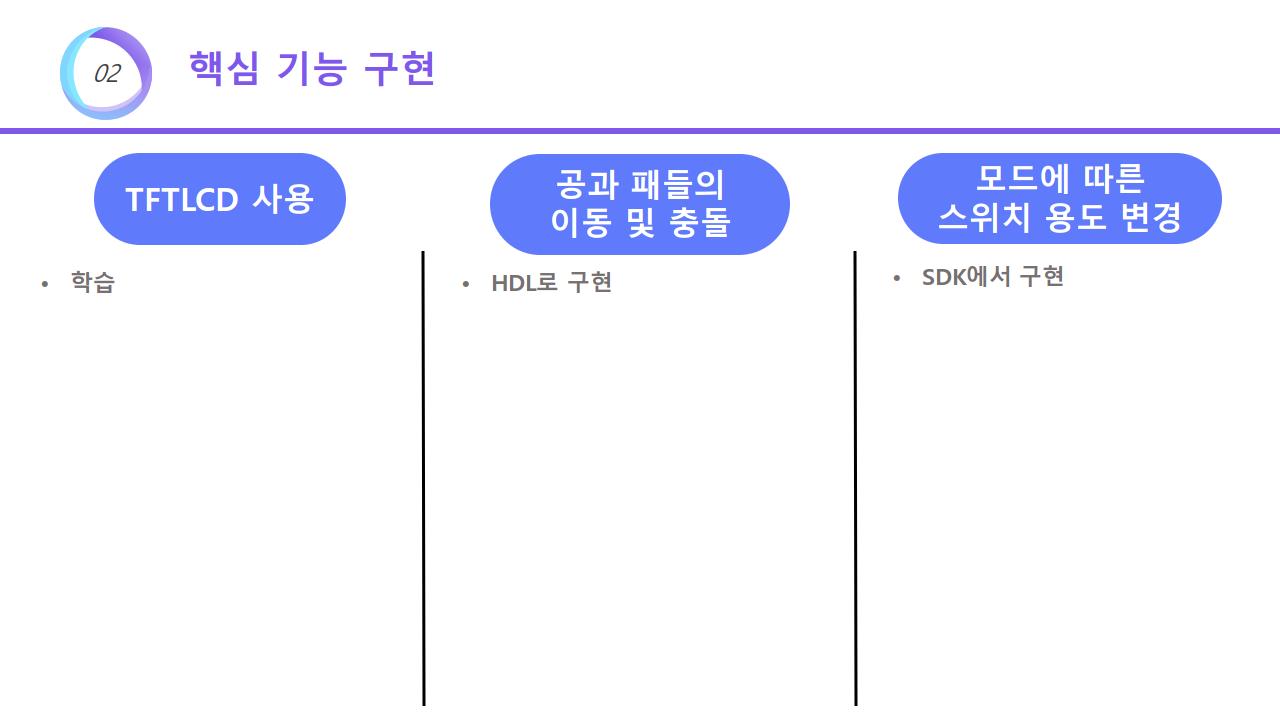 02
핵심 기능 구현
TFTLCD 사용
• 학습
공과 패들의
이동 및 충돌
• HDL로 구현
모드에 따른
스위치 용도 변경
• SDK에서 구현